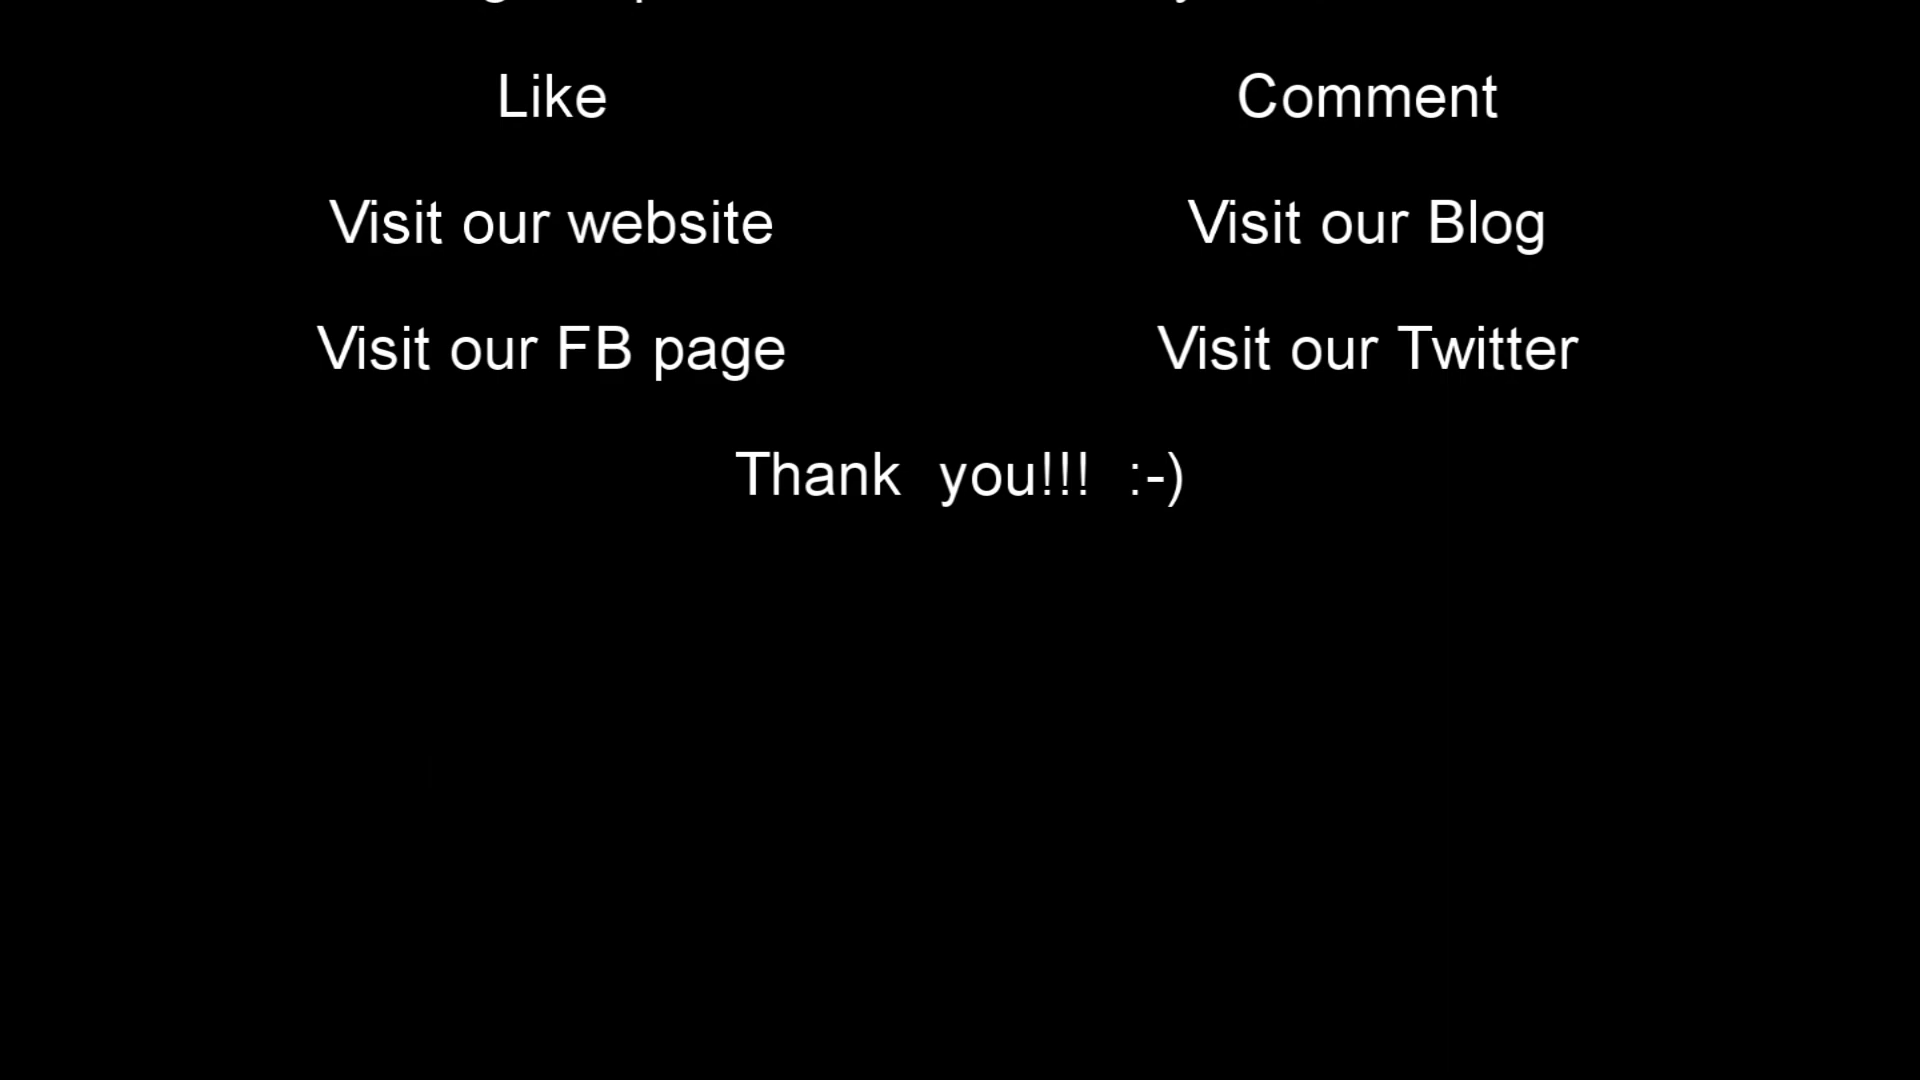 Like Comment
Visit our website Visit our Blog
Visit our FB page Visit our Twitter
Thank you!!! :-)